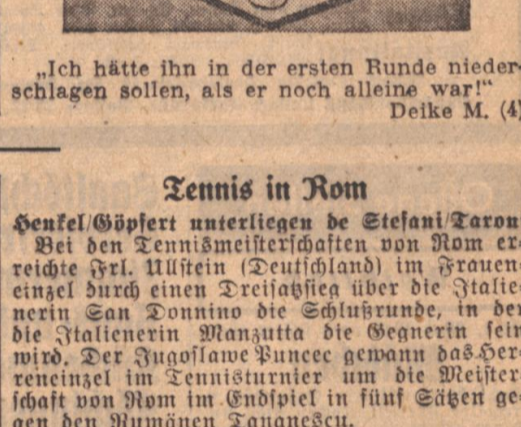 „Ich hätte ihn in der ersten Runde nieder-
schlagen sollen, als er noch alleine war!“
Deike M. (4)
Tennis in Rom
Henkel/Göpfert unterliegen de Stefani/Taron
Bei den Tennismeisterschaften von Rom er-
reichte Frl. Ullstein (Deutschland) im Frauen-
einzel durch einen Dreisatzsieg über die Italie-
nerin San Donnino die Schlußrunde, in der
die Italienerin Manzutta die Gegnerin sein
wird. Der Jugoslawe Puncec gewann das Her-
reneinzel im Tennisturnier um die Meister-
schaft von Rom im Endspiel in fünf Sätzen ge-
gen den Rumänen Tananescu.